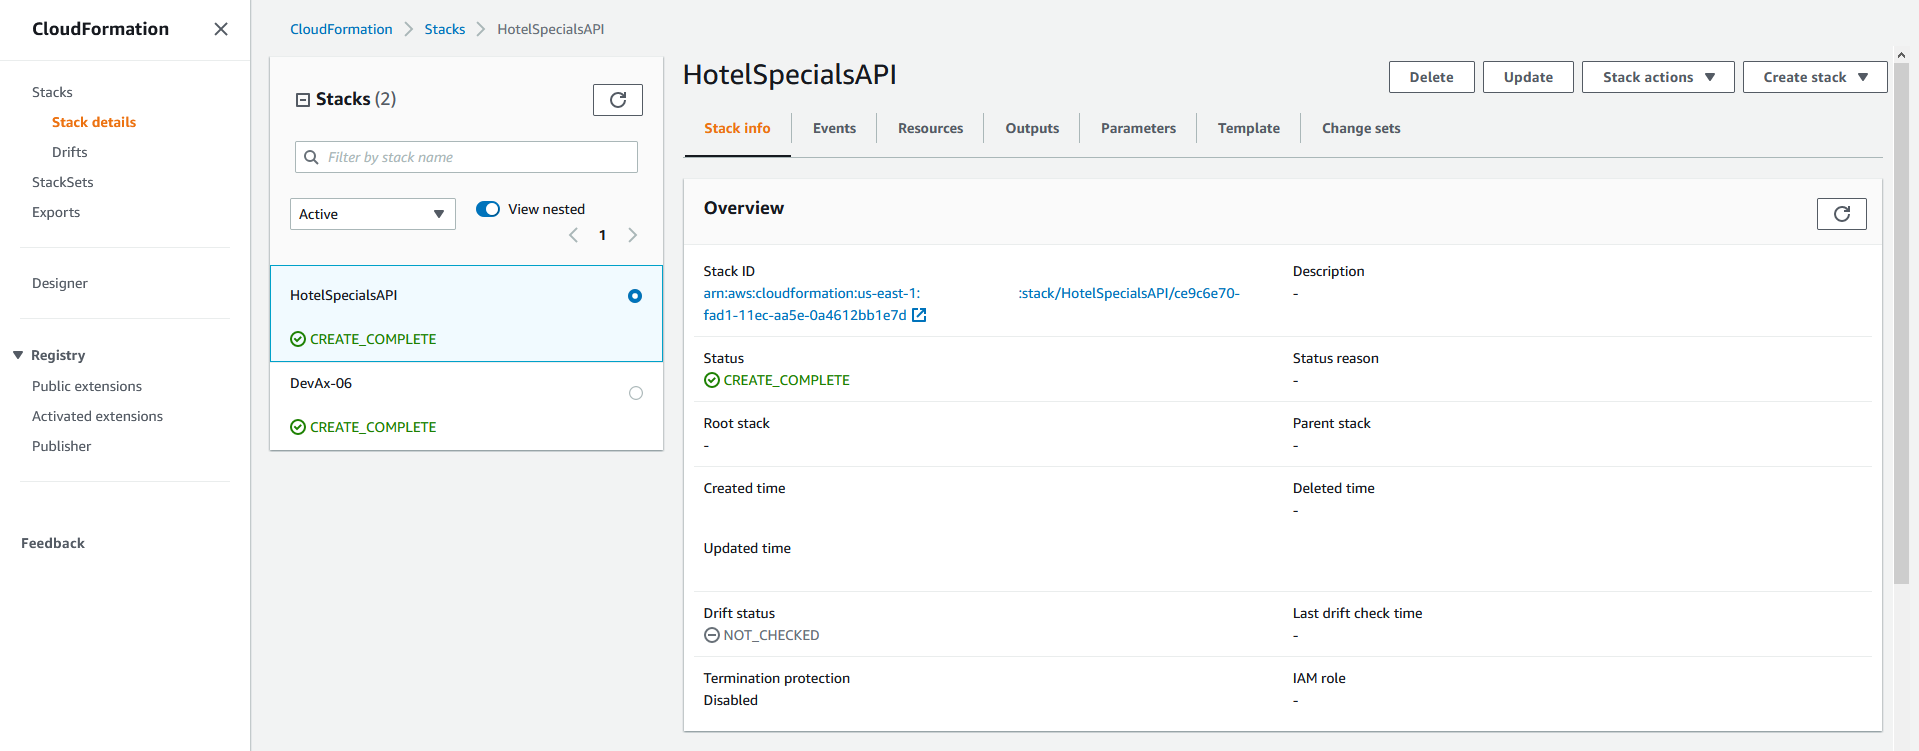 CloudFormation
Stacks
Stack details
Drifts
StackSets
Exports
Designer
Registry
Public extensions
Activated extensions
Publisher
Feedback
CloudFormation Stacks HotelSpecialsAPI
Stacks (2)
Filter by stack name
Active
View nested
1
HotelSpecialsAPI
CREATE_COMPLETE
DevAx-06
CREATE_COMPLETE
HotelSpecialsAPI
Delete Update Stack actions Create stack
Stack info Events Resources Outputs Parameters Template Change sets
Overview
Stack ID
arn:aws:cloudformation:us-east-1: :stack/HotelSpecialsAPI/ce9c6e70-
fad1-11ec-aa5e-0a4612bb1e7d
Description
-
Status
CREATE_COMPLETE
Status reason
-
Root stack
-
Parent stack
-
Created time
Deleted time
-
Updated time
Drift status
NOT_CHECKED
Last drift check time
-
Termination protection
Disabled
IAM role
-